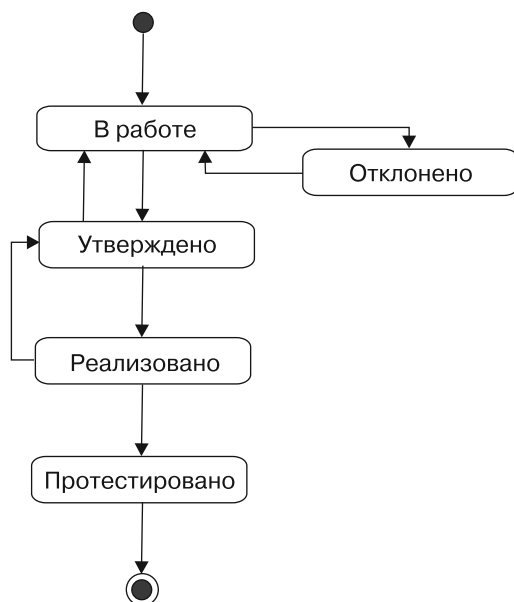 В работе
Отклонено
Утверждено
Реализовано
Протестировано